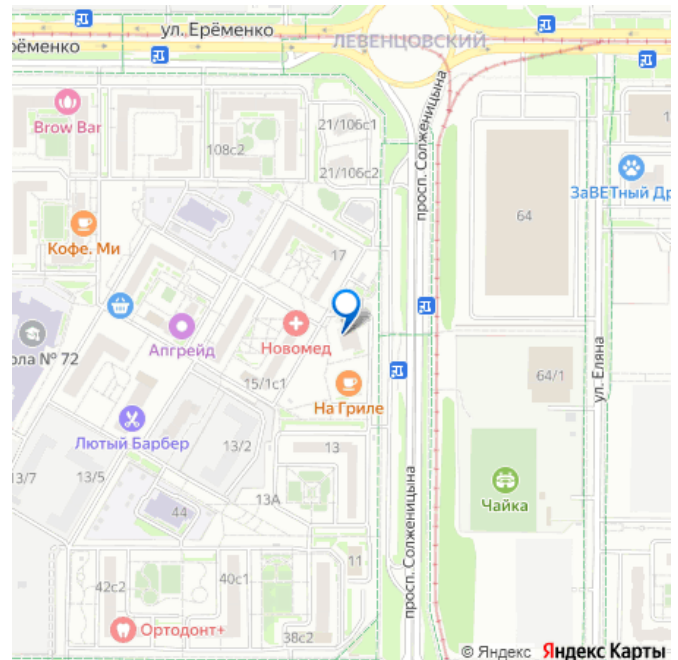 ул. Ерёменко
рёменко
ЛЕВЕНЦОВСКИЙ
Brow Bar
21/106с1
108с2
21/106с2
просп. Солженицына
64
ЗаВЕТный Др
Кофе. Ми
17
Апгрейд
Новомед
ола № 72
15/1с1
На Гриле
64/1
ул. Еляна
Лютый Барбер
13/2
13
13/7
13/5
13А
Чайка
44
просп. Солженицына
11
42с2
40с1
Ортодонт+
38с2
© Яндекс Яндекс Карты